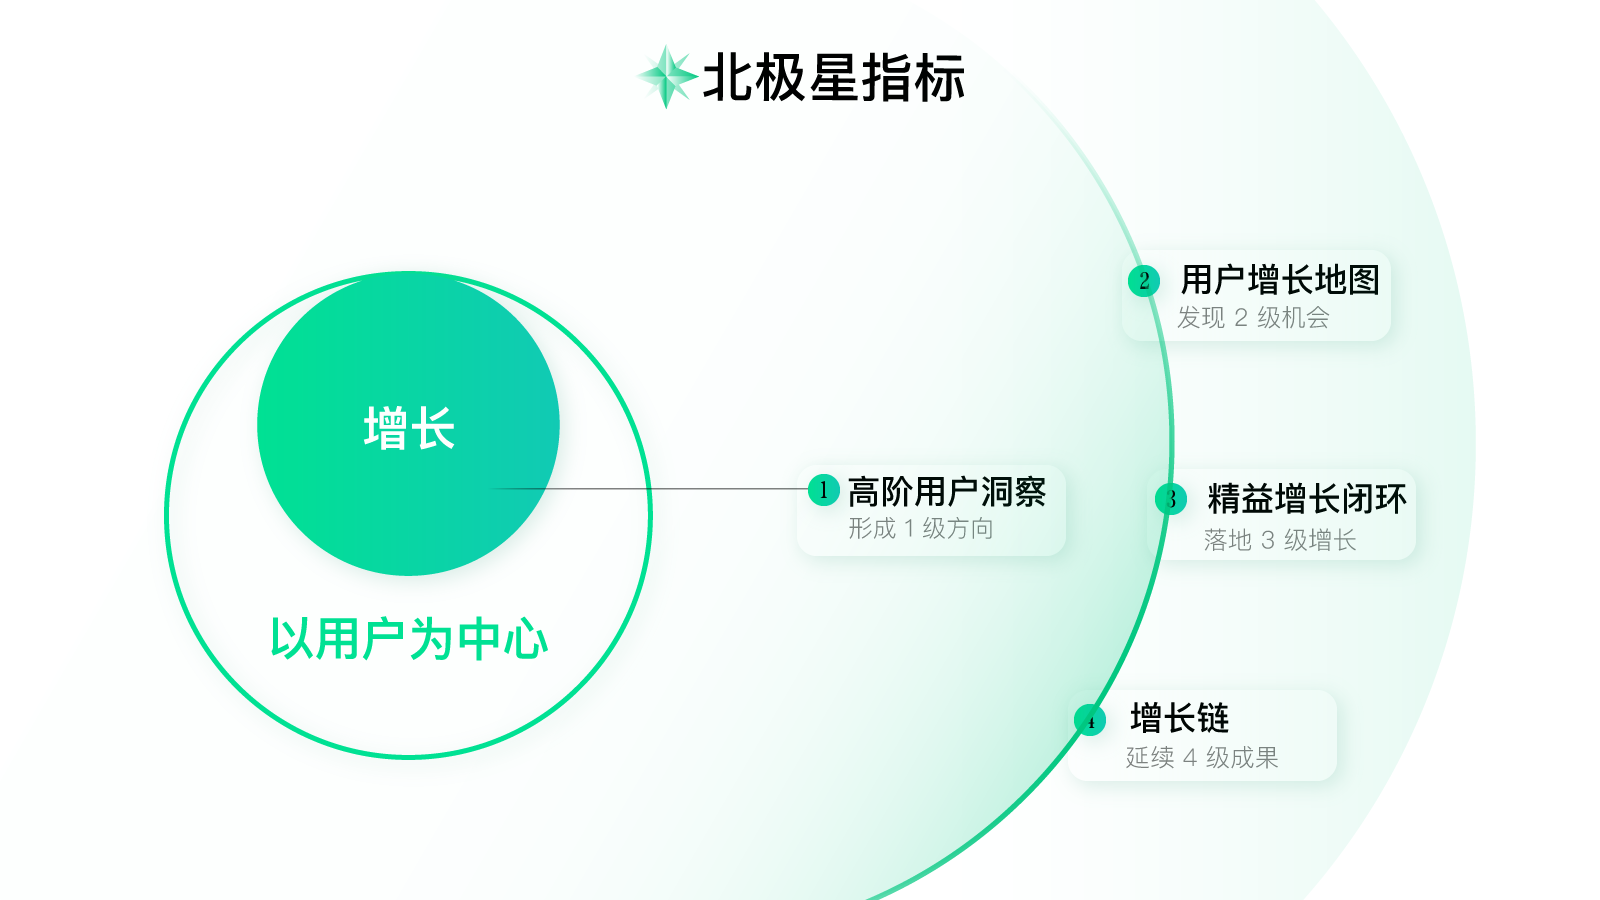 北极星指标
增长
以用户为中心
1
高阶用户洞察
形成 1 级方向
2
用户增长地图
发现 2 级机会
3
精益增长闭环
落地 3 级增长
4
增长链
延续 4 级成果